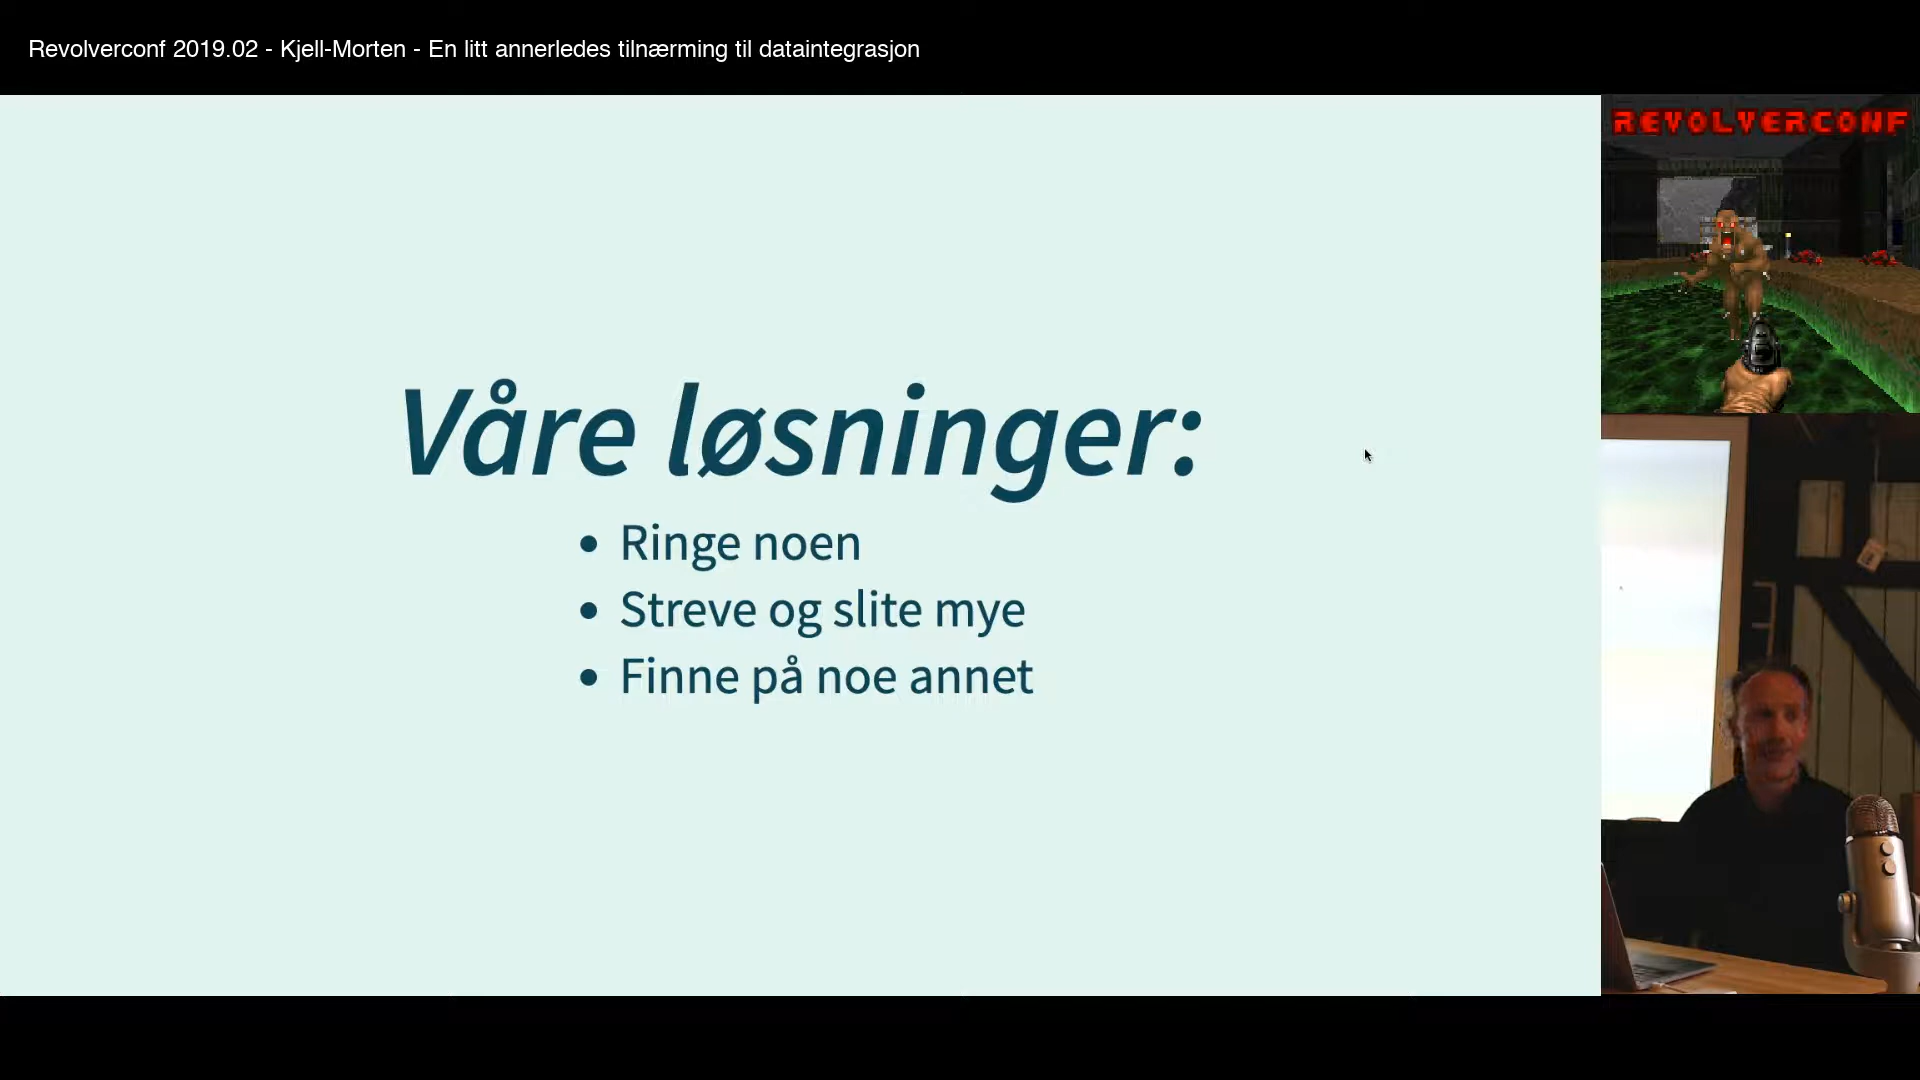 Revolverconf 2019.02 - Kjell-Morten - En litt annerledes tilnærming til dataintegrasjon
REVOLVERCONF
Våre løsninger:
• Ringe noen
• Streve og slite mye
• Finne på noe annet